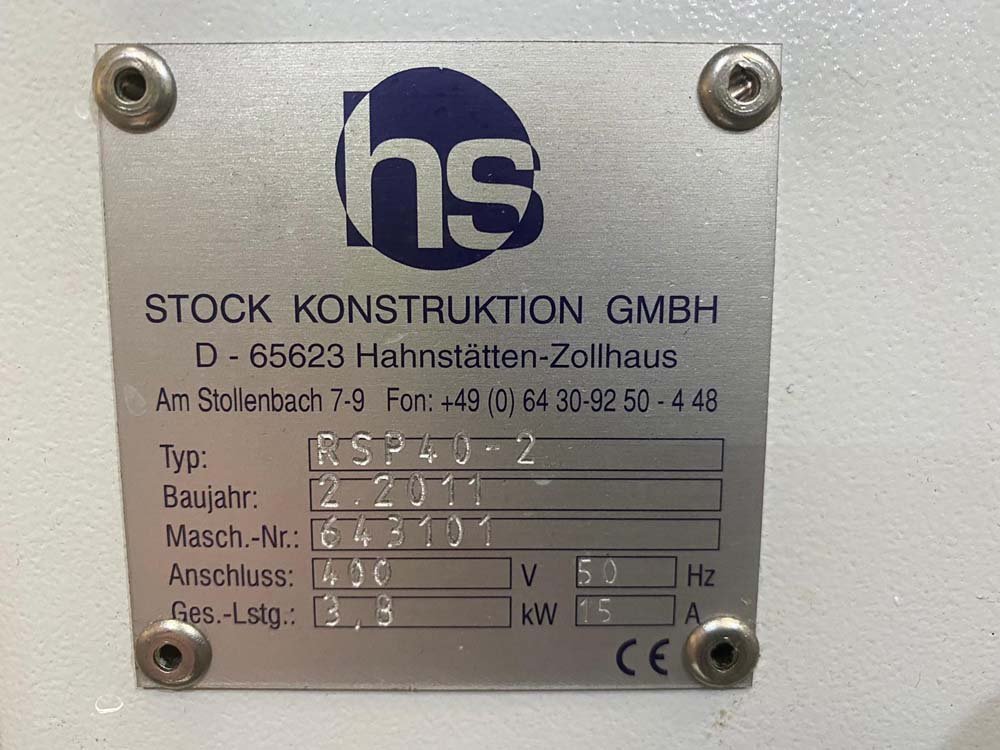 hs
STOCK KONSTRUKTION GMBH
D - 65623 Hahnstätten-Zollhaus
Am Stollenbach 7-9 Fon: +49 (0) 64 30-92 50 - 4 48
Typ: RSP40-2
Baujahr: 2.2011
Masch.-Nr.: 643101
Anschluss: 400 V 50 Hz
Ges.-Lstg.: 3,8 kW 15 A
CE